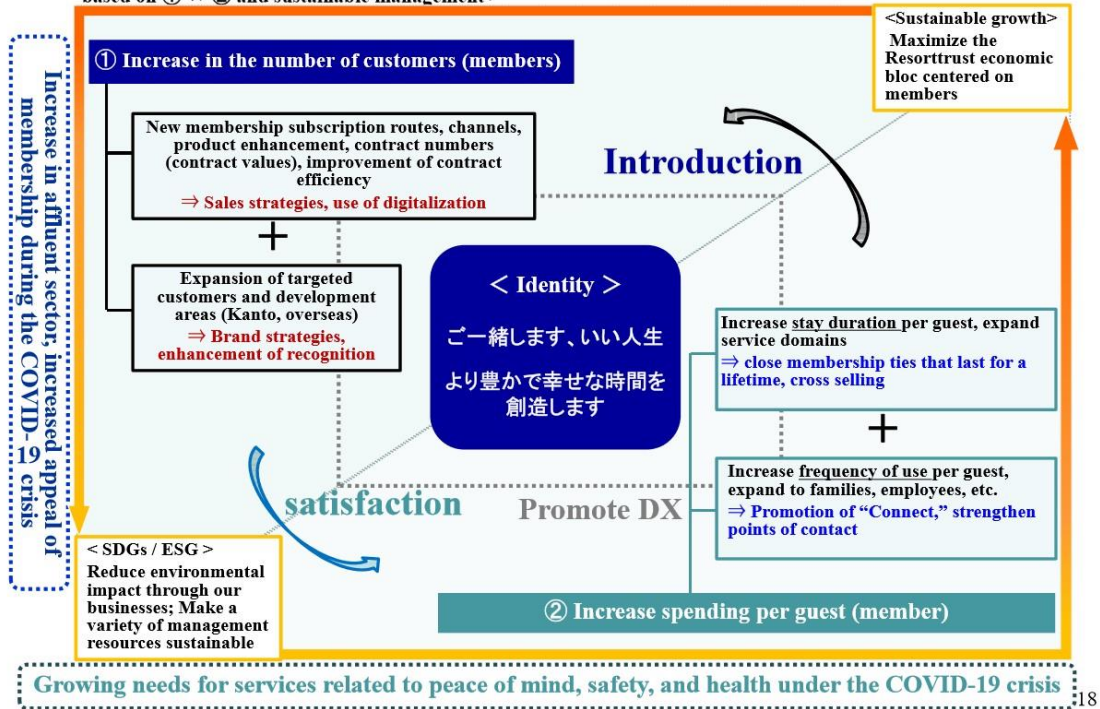 based on ① × ② and sustainable management>
<Sustainable growth>
Maximize the
Resorttrust economic
bloc centered on
members
① Increase in the number of customers (members)
New membership subscription routes, channels,
product enhancement, contract numbers
(contract values), improvement of contract
efficiency
⇒ Sales strategies, use of digitalization
+
Expansion of targeted
customers and development
areas (Kanto, overseas)
⇒ Brand strategies,
enhancement of recognition
Increase in affluent sector, increased appeal of
membership during the COVID-
19 crisis
Introduction
< Identity >
ご一緒します、いい人生
より豊かで幸せな時間を
創造します
Increase stay duration per guest, expand
service domains
⇒ close membership ties that last for a
lifetime, cross selling
+
Increase frequency of use per guest,
expand to families, employees, etc.
⇒ Promotion of “Connect,” strengthen
points of contact
satisfaction
Promote DX
< SDGs / ESG >
Reduce environmental
impact through our
businesses; Make a
variety of management
resources sustainable
② Increase spending per guest (member)
Growing needs for services related to peace of mind, safety, and health under the COVID-19 crisis
18